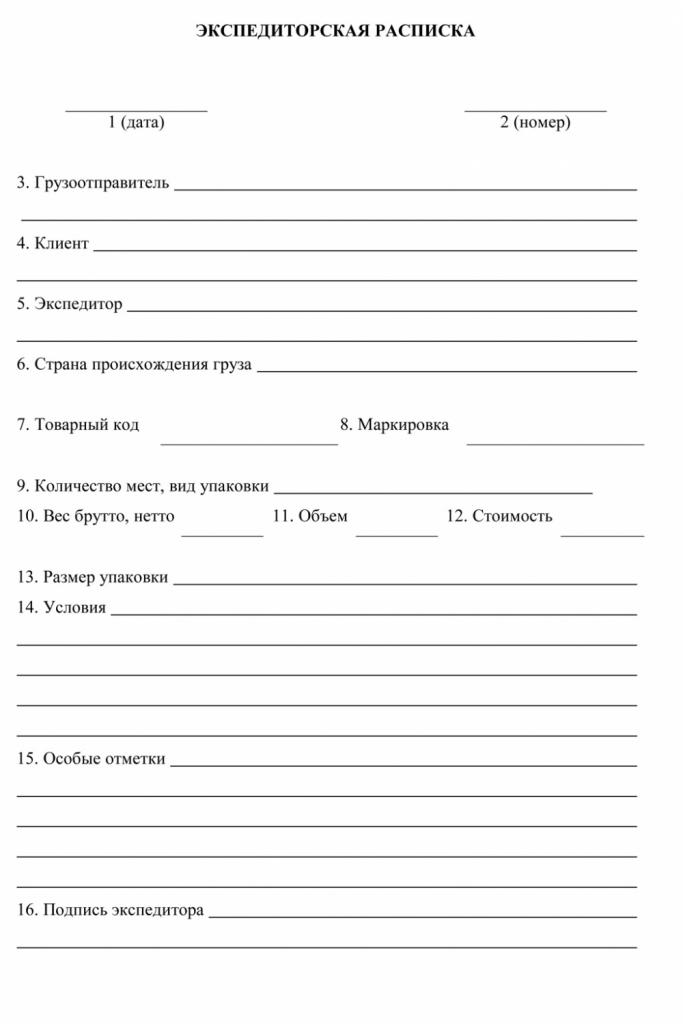 ЭКСПЕДИТОРСКАЯ РАСПИСКА
1 (дата) 2 (номер)
3. Грузоотправитель
4. Клиент
5. Экспедитор
6. Страна происхождения груза
7. Товарный код 8. Маркировка
9. Количество мест, вид упаковки
10. Вес брутто, нетто 11. Объем 12. Стоимость
13. Размер упаковки
14. Условия
15. Особые отметки
16. Подпись экспедитора